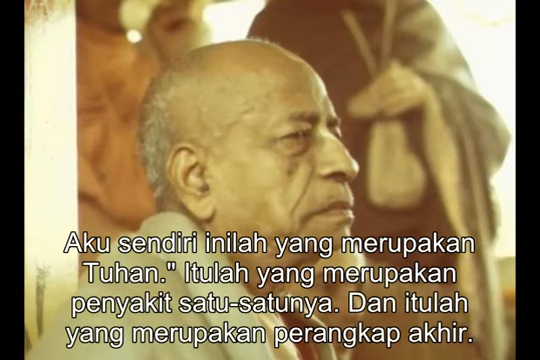 Aku sendiri inilah yang merupakan
Tuhan." Itulah yang merupakan
penyakit satu-satunya. Dan itulah
yang merupakan perangkap akhir.